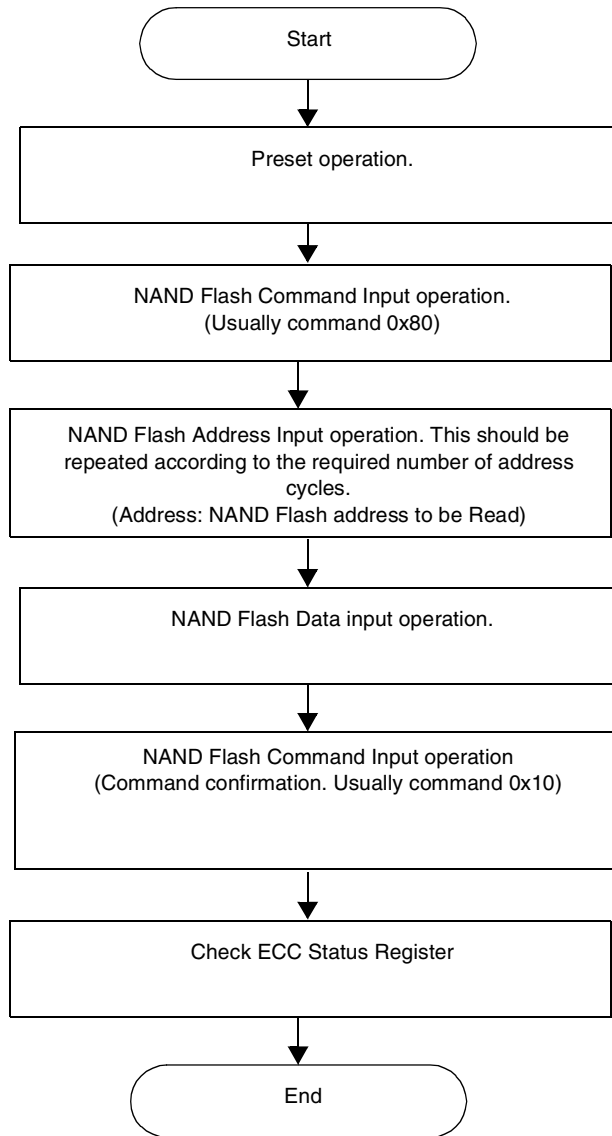 Start
Preset operation.
NAND Flash Command Input operation.
(Usually command 0x80)
NAND Flash Address Input operation. This should be
repeated according to the required number of address
cycles.
(Address: NAND Flash address to be Read)
NAND Flash Data input operation.
NAND Flash Command Input operation
(Command confirmation. Usually command 0x10)
Check ECC Status Register
End